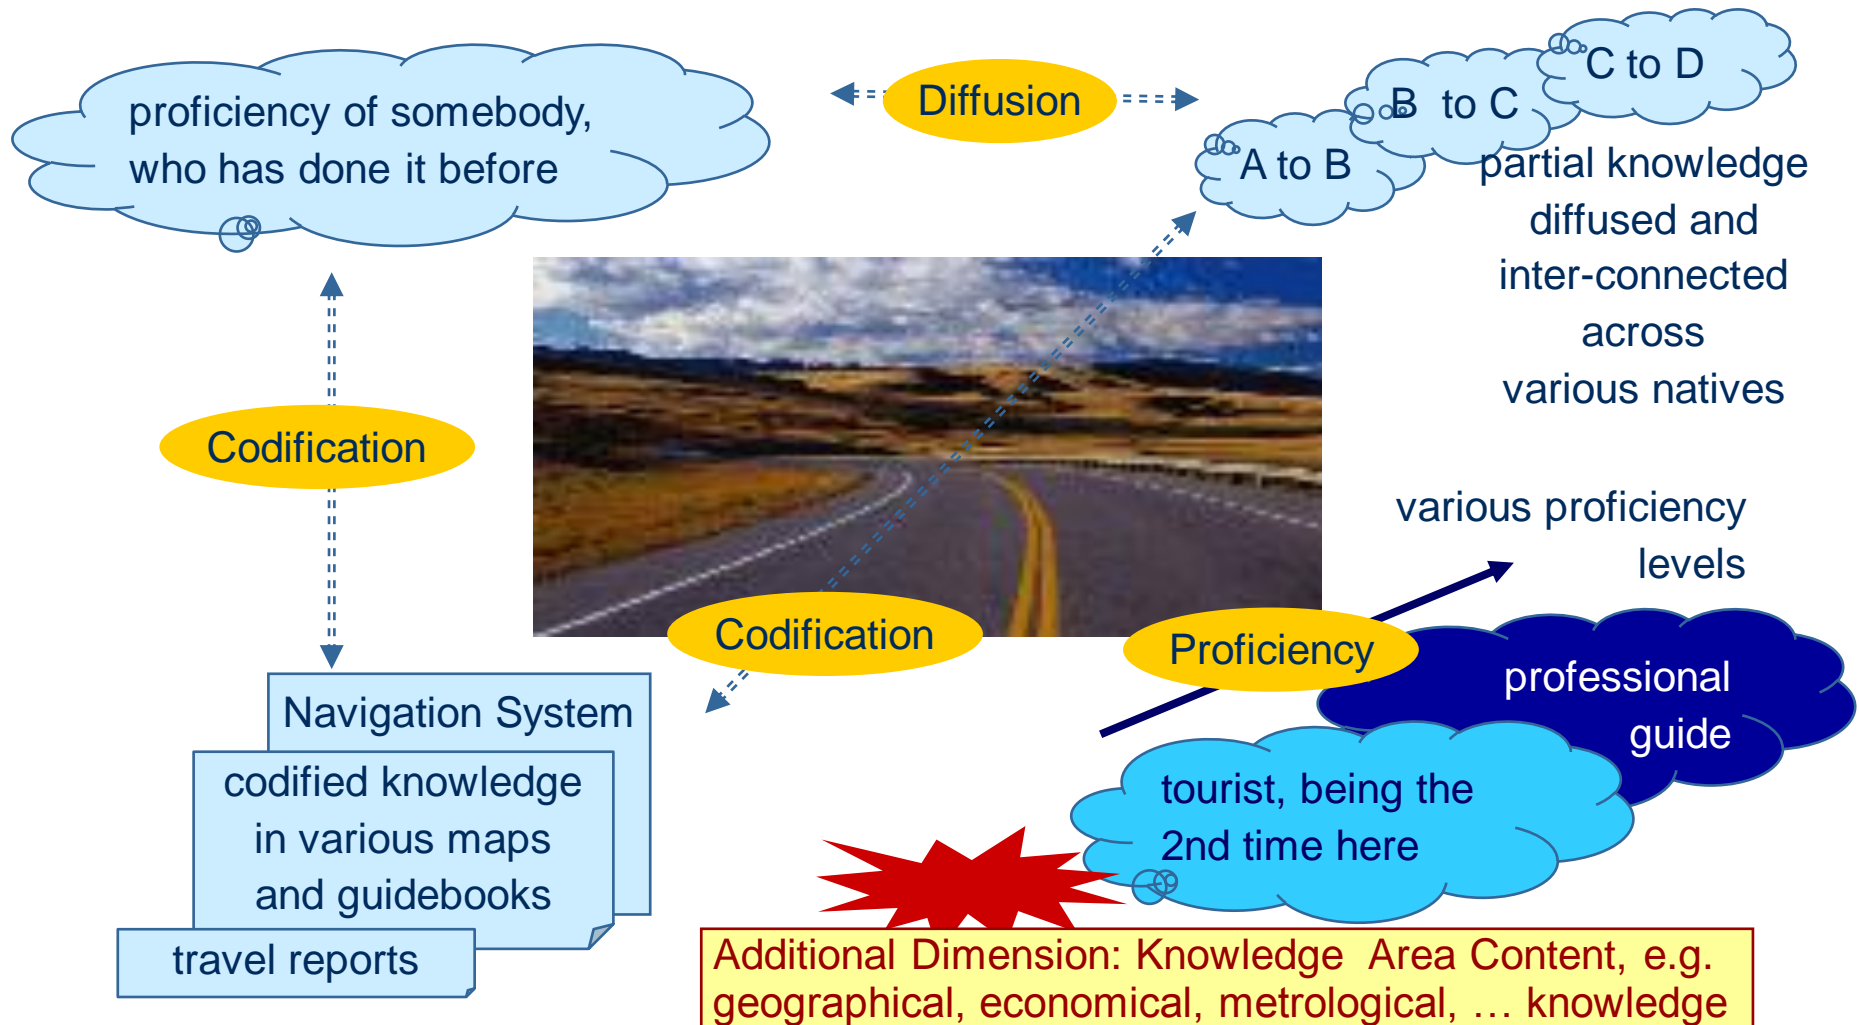 proficiency of somebody,
who has done it before
Diffusion
C to D
B to C
A to B
partial knowledge
diffused and
inter-connected
across
various natives
Codification
various proficiency
levels
Codification
Proficiency
professional
guide
Navigation System
codified knowledge
in various maps
and guidebooks
travel reports
tourist, being the
2nd time here
Additional Dimension: Knowledge Area Content, e.g.
geographical, economical, metrological, … knowledge